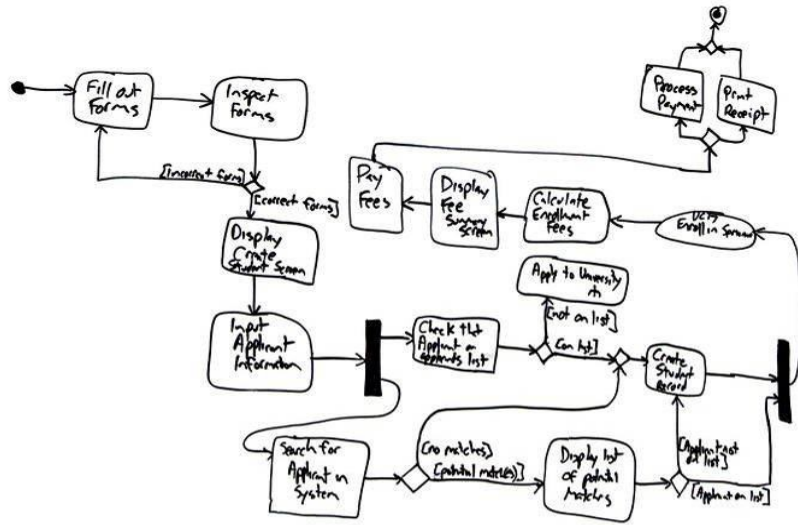 Fill out
Forms
Inspect
Forms
[incorrect forms]
[correct forms]
Display
Create
Student Screen
Input
Applicant
Information
Check that
Applicant on
list
[not on list]
[on list]
Apply to University
Search for
Applicant in
System
[no matches]
[potential matches]
Display list
of potential
Matches
[Applicant not
on list]
[Applicant on list]
Create
Student
Record
Enroll in Seminar
Calculate
Enrollment
Fees
Display
Fee
Summary
Screen
Pay
Fees
Process
Payment
Print
Receipt